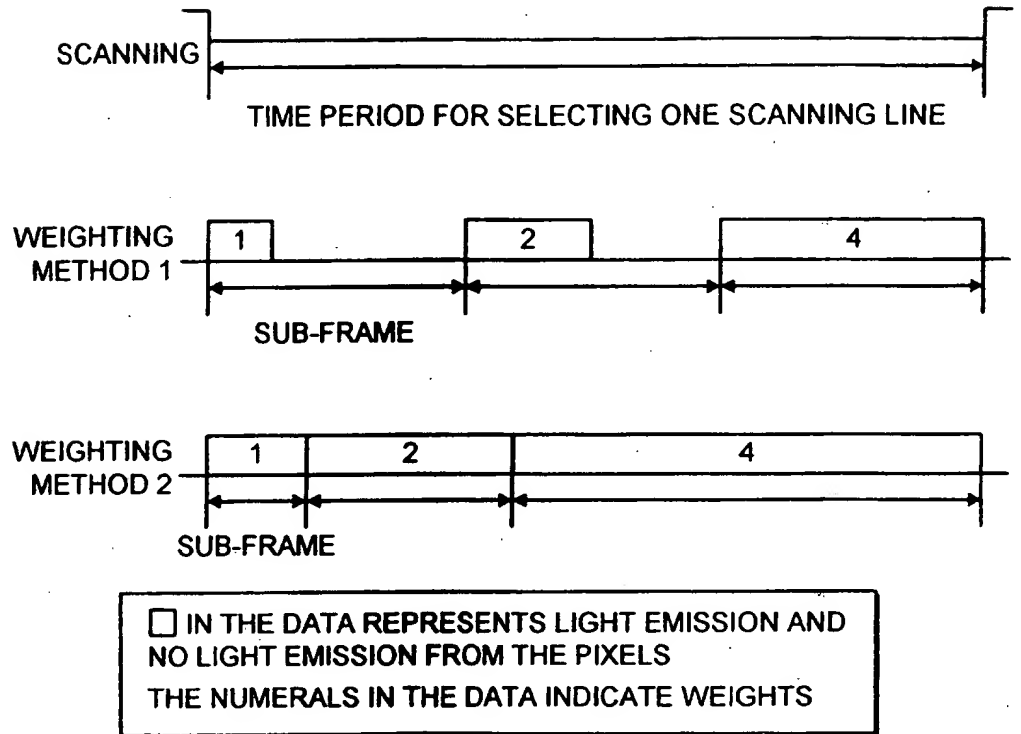 SCANNING
TIME PERIOD FOR SELECTING ONE SCANNING LINE
WEIGHTING
METHOD 1
1
2
4
SUB-FRAME
WEIGHTING
METHOD 2
1
2
4
SUB-FRAME
□ IN THE DATA REPRESENTS LIGHT EMISSION AND
NO LIGHT EMISSION FROM THE PIXELS
THE NUMERALS IN THE DATA INDICATE WEIGHTS